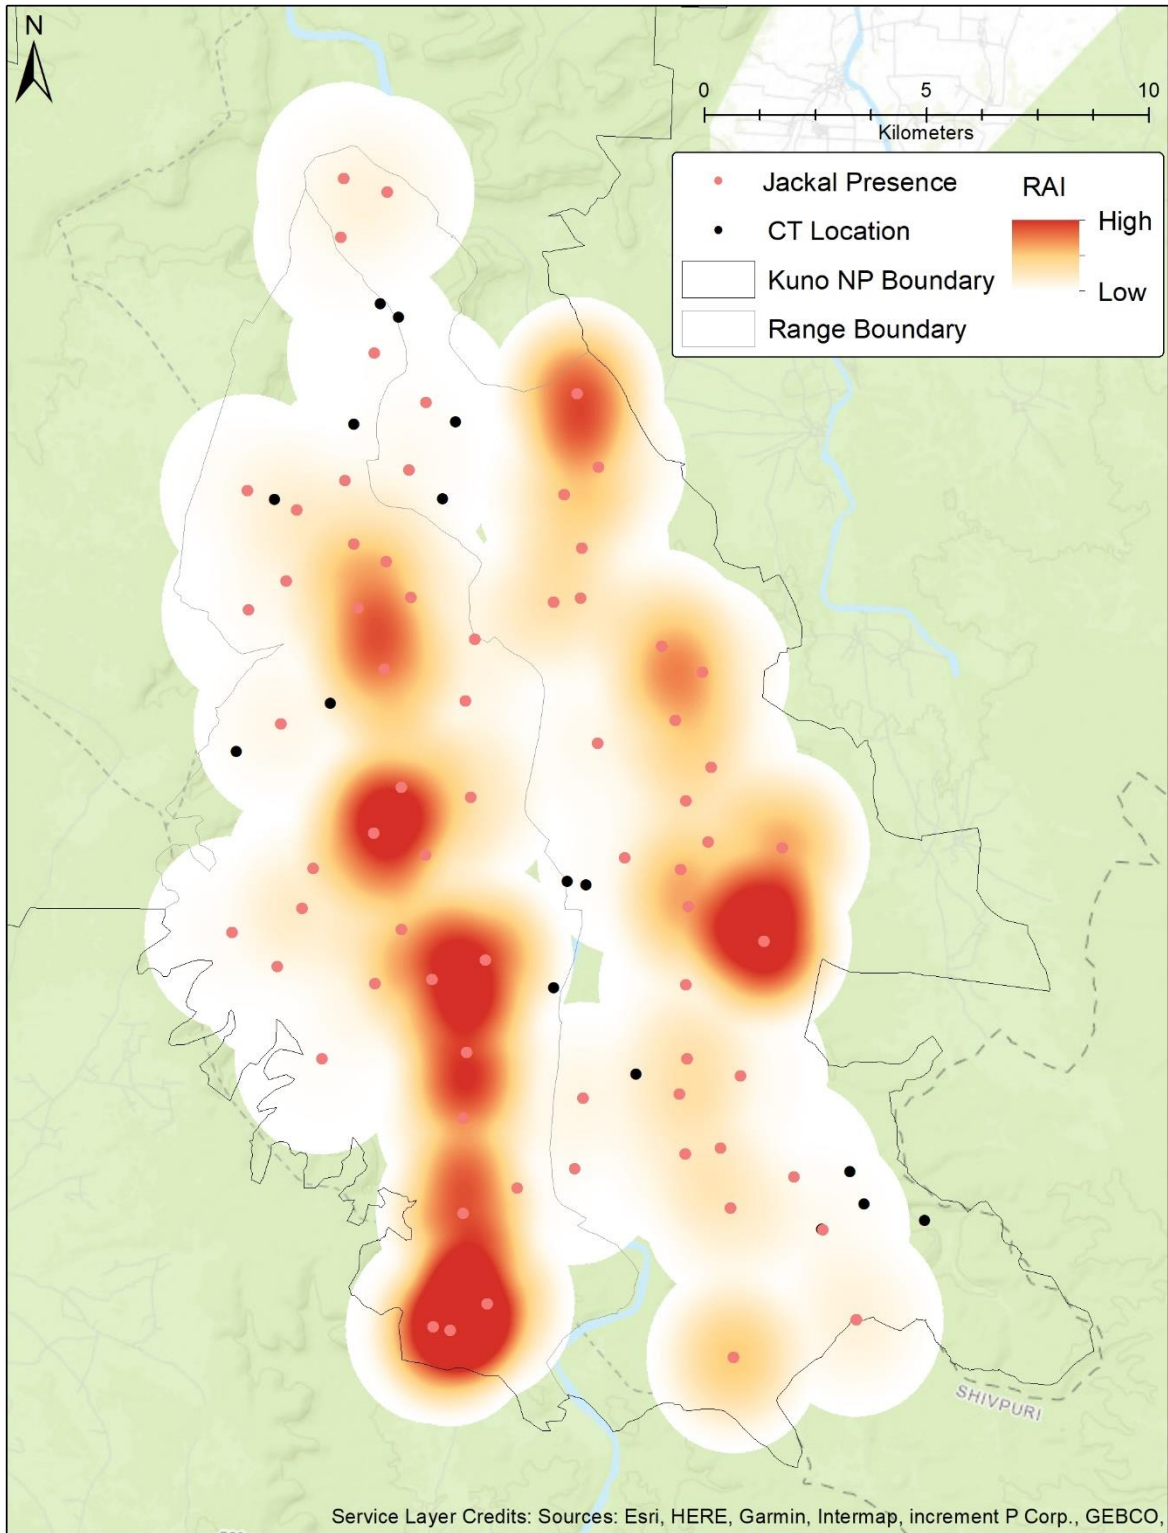 N
0 5 10
Kilometers
Jackal Presence
CT Location
Kuno NP Boundary
Range Boundary
RAI
High
Low
SHIVPURI
Service Layer Credits: Sources: Esri, HERE, Garmin, Intermap, increment P Corp., GEBCO,